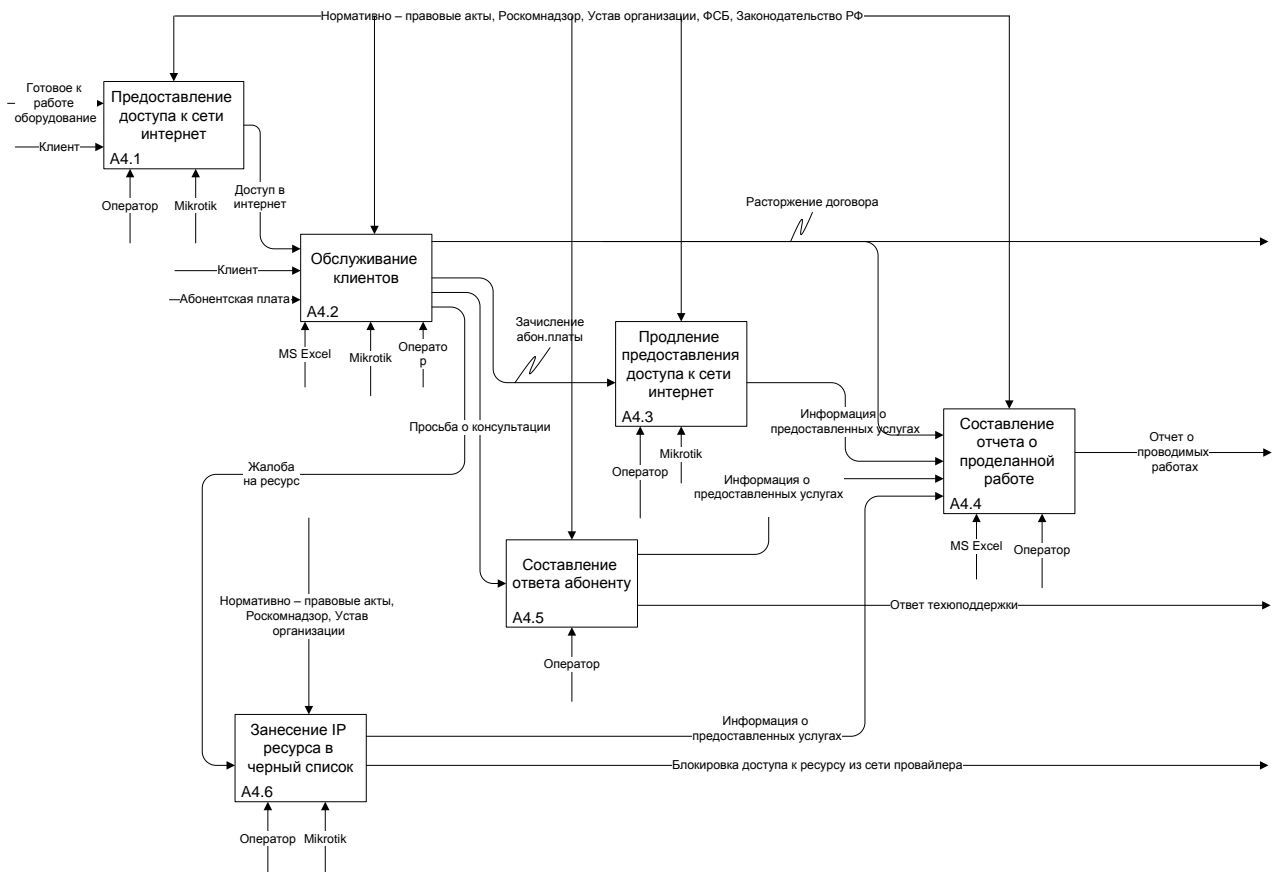 Нормативно – правовые акты, Роскомнадзор, Устав организации, ФСБ, Законодательство РФ
Готовое к
работе
оборудование
Клиент
Предоставление
доступа к сети
интернет
A4.1
Оператор
Mikrotik
Доступ в
интернет
Расторжение договора
Клиент
Абонентская плата
Обслуживание
клиентов
A4.2
MS Excel
Mikrotik
Операто
р
Зачисление
абон.платы
Продление
предоставления
доступа к сети
интернет
A4.3
Оператор
Mikrotik
Информация о
предоставленных услугах
Составление
отчета о
проделанной
работе
A4.4
MS Excel
Оператор
Отчет о
проводимых
работах
Просьба о консультации
Жалоба
на ресурс
Информация о
предоставленных услугах
Составление
ответа абоненту
A4.5
Оператор
Ответ техюподдержки
Нормативно – правовые акты,
Роскомнадзор, Устав
организации
Занесение IP
ресурса в
черный список
A4.6
Оператор
Mikrotik
Информация о
предоставленных услугах
Блокировка доступа к ресурсу из сети провайлера